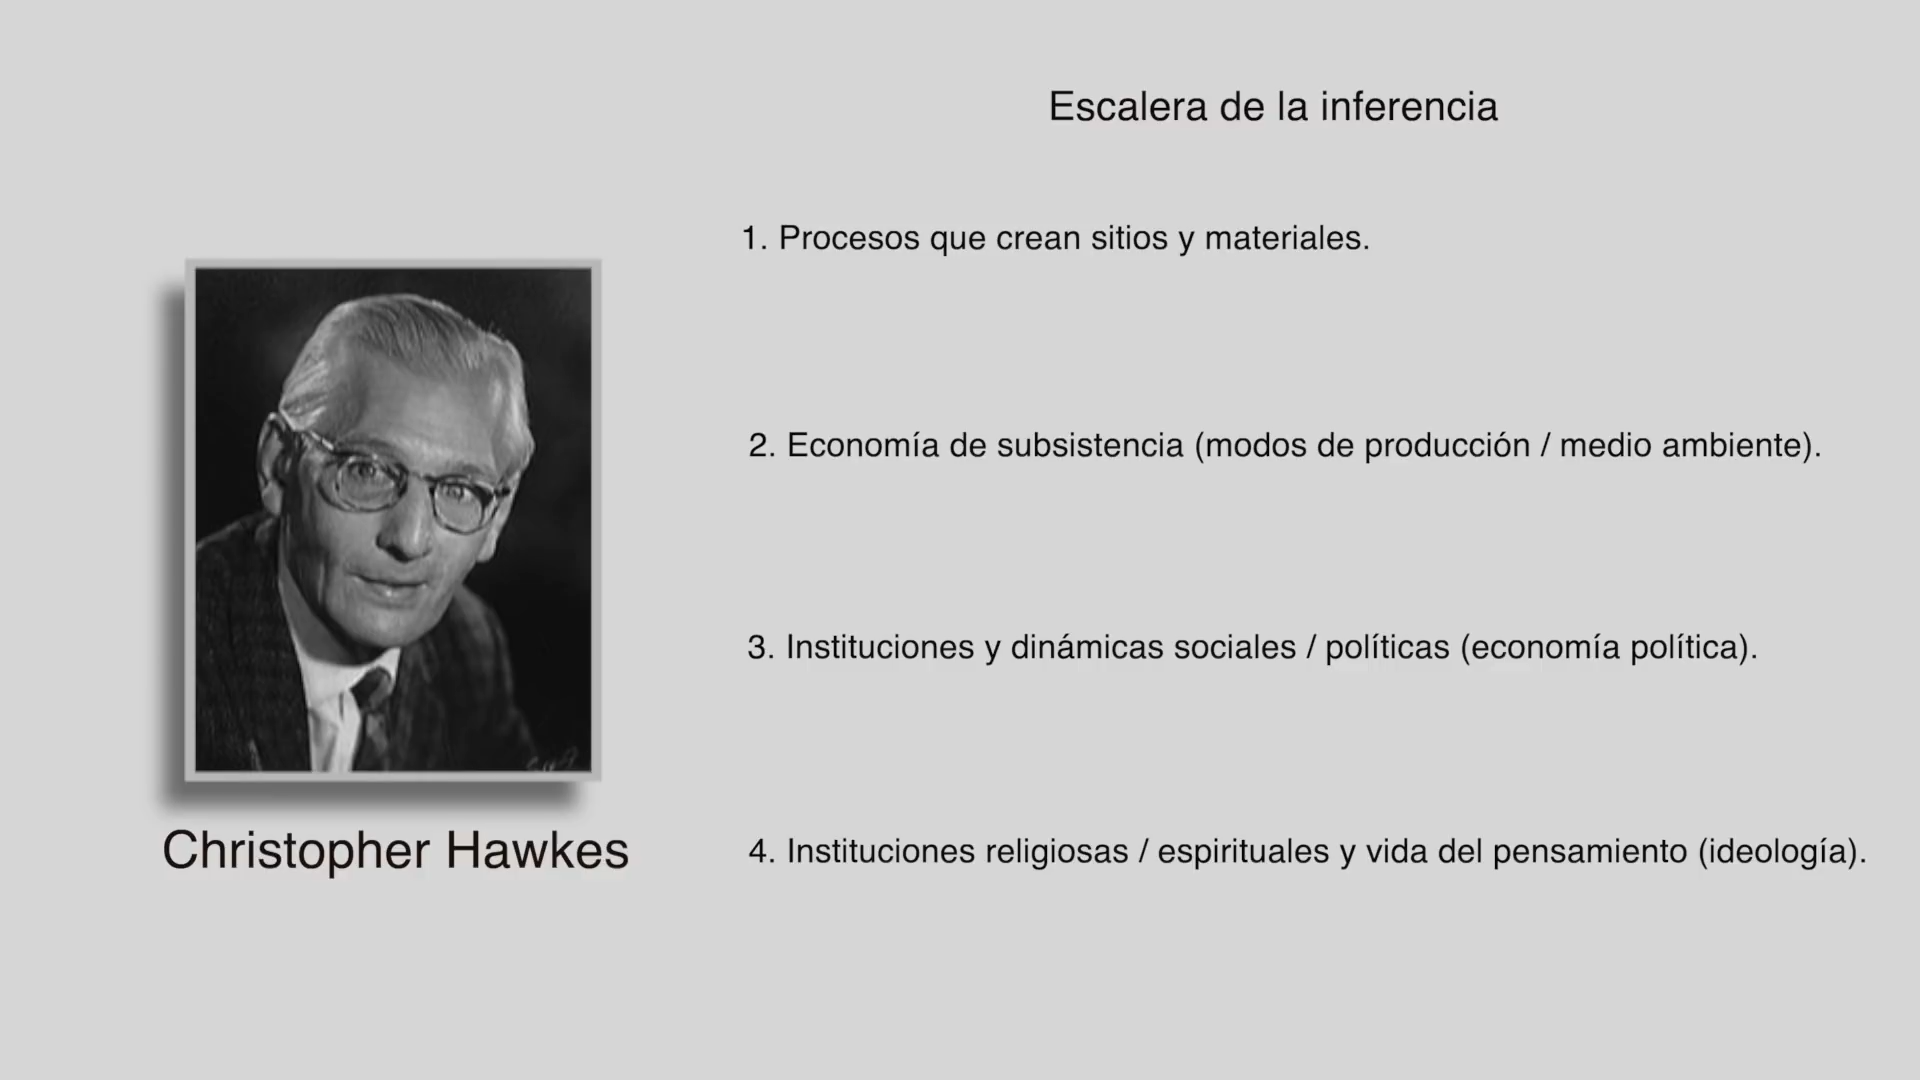 Escalera de la inferencia
1. Procesos que crean sitios y materiales.
2. Economía de subsistencia (modos de producción / medio ambiente).
3. Instituciones y dinámicas sociales / políticas (economía política).
4. Instituciones religiosas / espirituales y vida del pensamiento (ideología).
Christopher Hawkes